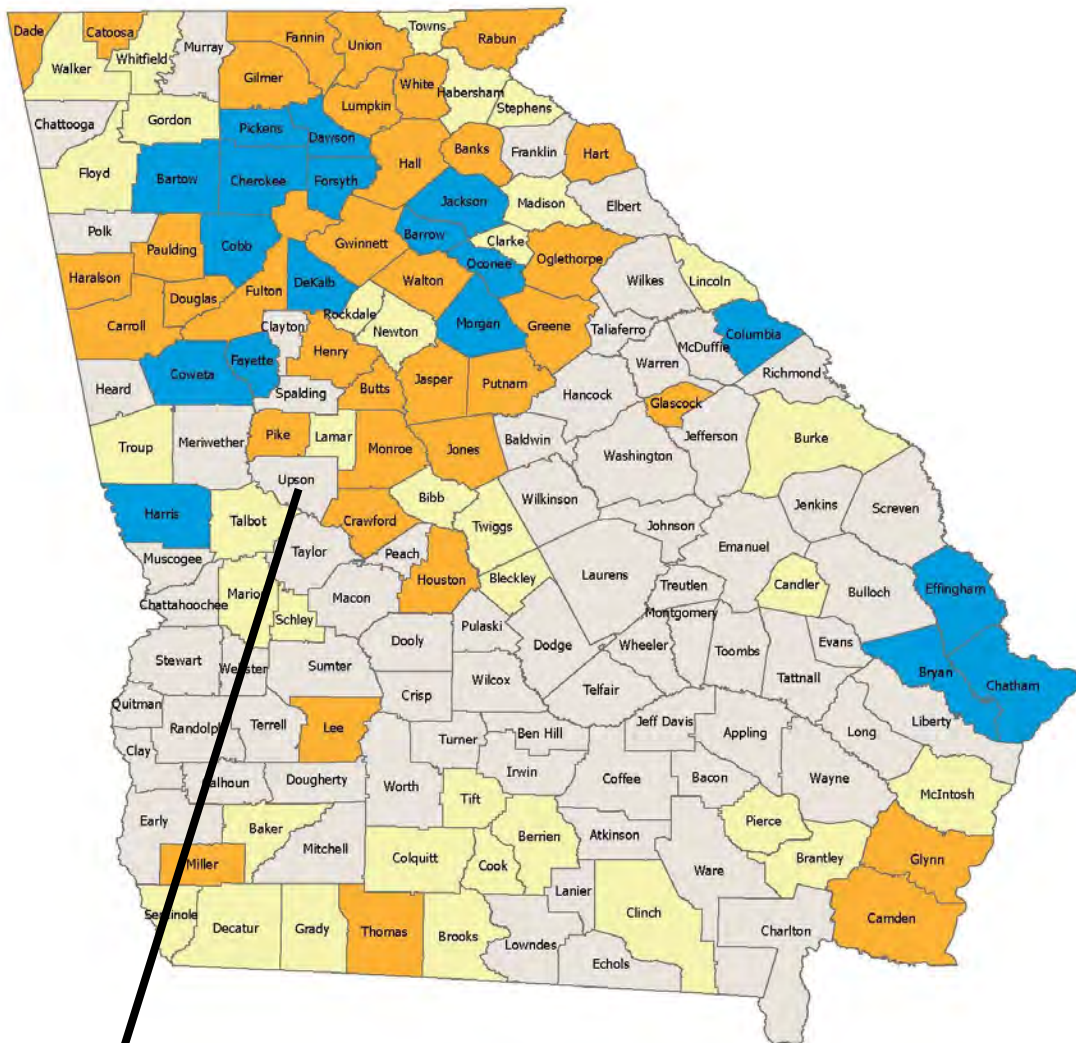 Dade
Catoosa
Walker
Whitfield
Murray
Fannin
Union
Towns
Rabun
Gilmer
White
Habersham
Lumpkin
Stephens
Chattooga
Gordon
Pickens
Dawson
Hall
Banks
Franklin
Hart
Floyd
Bartow
Cherokee
Forsyth
Jackson
Madison
Elbert
Polk
Paulding
Cobb
Gwinnett
Barrow
Clarke
Oconee
Oglethorpe
Haralson
Douglas
Fulton
DeKalb
Walton
Wilkes
Lincoln
Carroll
Clayton
Rockdale
Newton
Morgan
Greene
Taliaferro
McDuffie
Columbia
Heard
Coweta
Fayette
Henry
Spalding
Butts
Jasper
Putnam
Hancock
Warren
Richmond
Glascock
Troup
Meriwether
Pike
Lamar
Monroe
Jones
Baldwin
Washington
Jefferson
Burke
Upson
Bibb
Wilkinson
Jenkins
Screven
Harris
Talbot
Crawford
Twiggs
Johnson
Emanuel
Muscogee
Taylor
Peach
Houston
Bleckley
Laurens
Treutlen
Candler
Bulloch
Effingham
Chattahoochee
Marion
Schley
Macon
Dooly
Pulaski
Dodge
Montgomery
Wheeler
Toombs
Evans
Tattnall
Bryan
Chatham
Stewart
Webster
Sumter
Crisp
Wilcox
Telfair
Quitman
Randolph
Terrell
Lee
Turner
Ben Hill
Jeff Davis
Appling
Long
Liberty
Clay
Calhoun
Dougherty
Worth
Irwin
Coffee
Bacon
Wayne
McIntosh
Early
Baker
Mitchell
Tift
Berrien
Atkinson
Pierce
Brantley
Glynn
Miller
Colquitt
Cook
Lanier
Ware
Seminole
Decatur
Grady
Thomas
Brooks
Lowndes
Echols
Clinch
Charlton
Camden